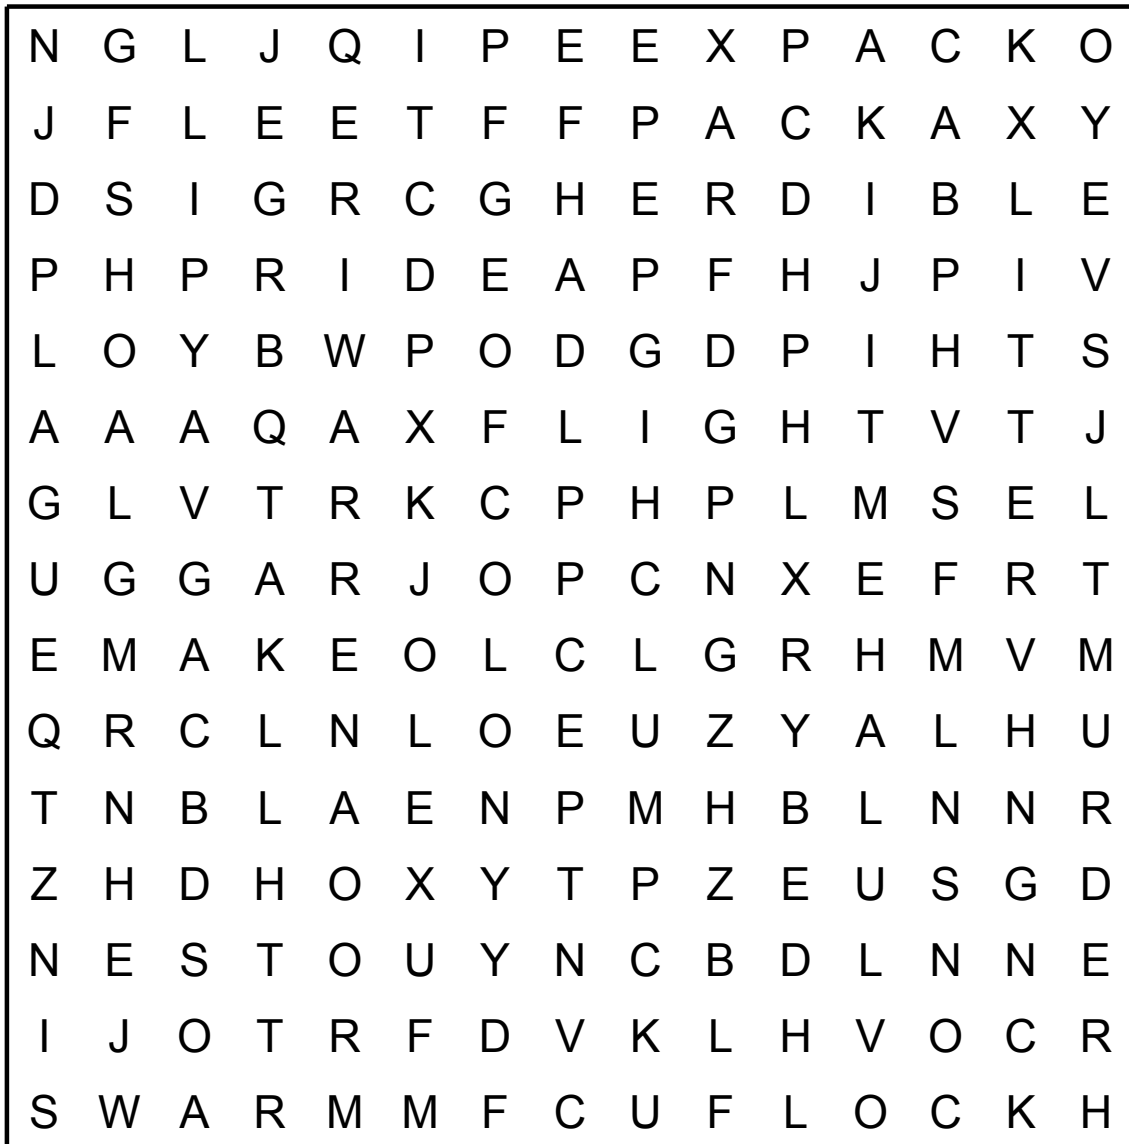 N G L J Q I P E E X P A C K O
J F L E E T F F P A C K A X Y
D S I G R C G H E R D I B L E
P H P R I D E A P F H J P I V
L O Y B W P O D G D P I H T S
A A A Q A X F L I G H T V T J
G L V T R K C P H P L M S E L
U G G A R J O P C N X E F R T
E M A K E O L C L G R H M V M
Q R C L N L O E U Z Y A L H U
T N B L A E N P M H B L N N R
Z H D H O X Y T P Z E U S G D
N E S T O U Y N C B D L N N E
I J O T R F D V K L H V O C R
S W A R M M F C U F L O C K H